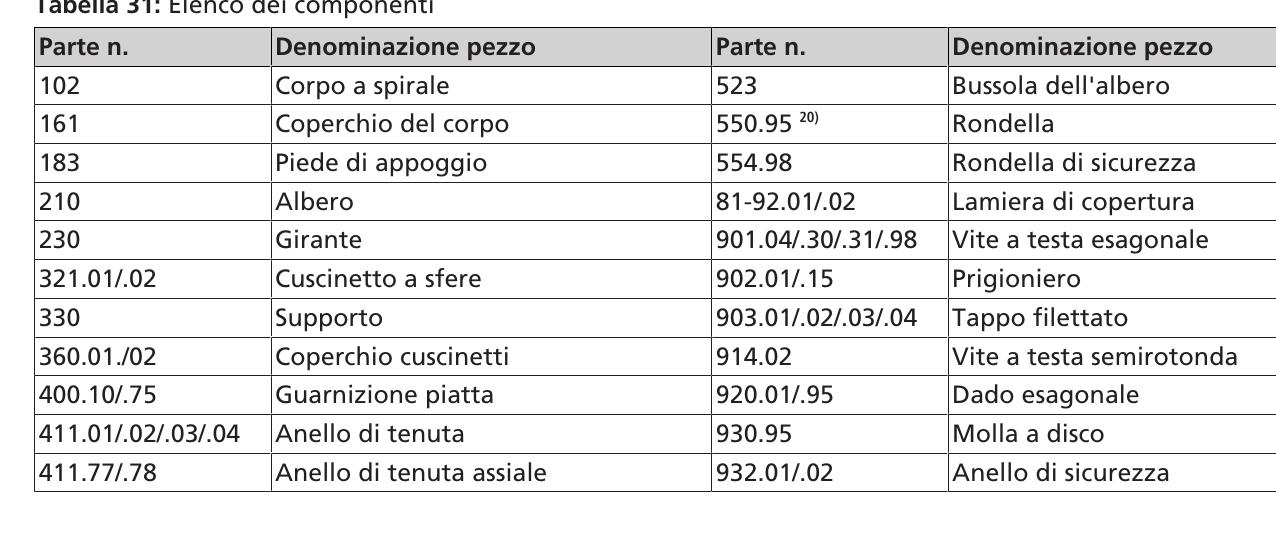 Tabella 31: Elenco dei componenti
Parte n. Denominazione pezzo Parte n. Denominazione pezzo
102 Corpo a spirale 523 Bussola dell'albero
161 Coperchio del corpo 550.95 20) Rondella
183 Piede di appoggio 554.98 Rondella di sicurezza
210 Albero 81-92.01/.02 Lamiera di copertura
230 Girante 901.04/.30/.31/.98 Vite a testa esagonale
321.01/.02 Cuscinetto a sfere 902.01/.15 Prigioniero
330 Supporto 903.01/.02/.03/.04 Tappo filettato
360.01./02 Coperchio cuscinetti 914.02 Vite a testa semirotonda
400.10/.75 Guarnizione piatta 920.01/.95 Dado esagonale
411.01/.02/.03/.04 Anello di tenuta 930.95 Molla a disco
411.77/.78 Anello di tenuta assiale 932.01/.02 Anello di sicurezza